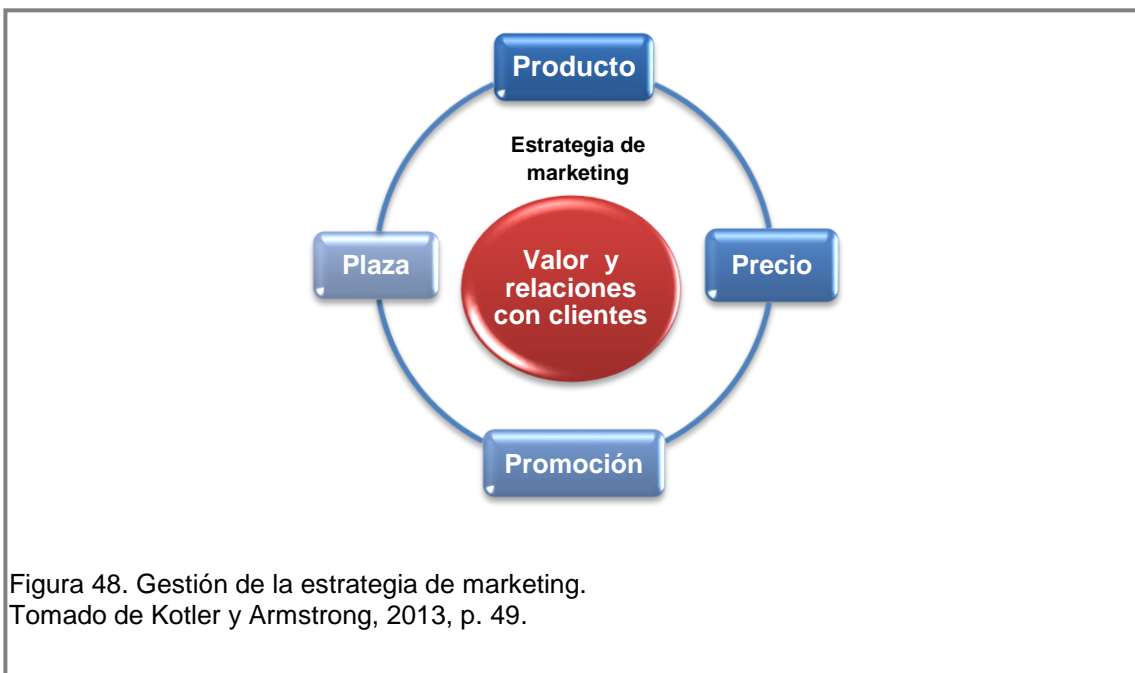 Producto
Estrategia de
marketing
Plaza
Valor y
relaciones
con clientes
Precio
Promoción
Figura 48. Gestión de la estrategia de marketing.
Tomado de Kotler y Armstrong, 2013, p. 49.